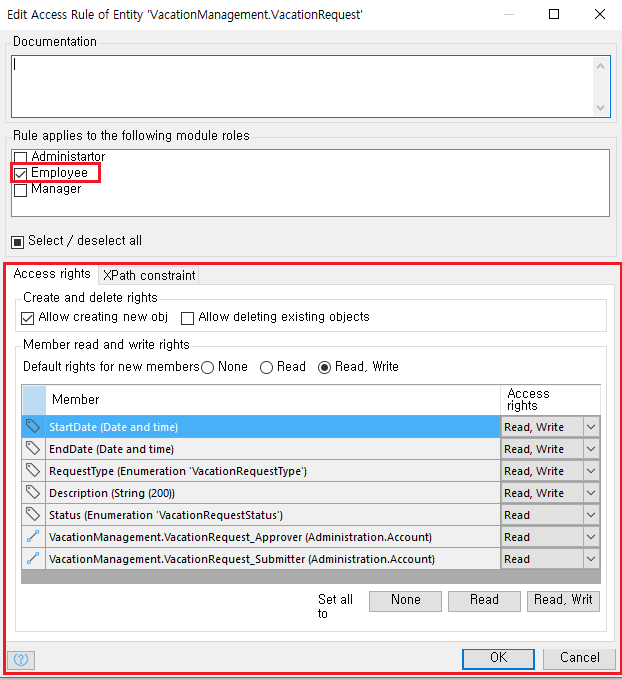 Edit Access Rule of Entity 'VacationManagement.VacationRequest'
Documentation
Rule applies to the following module roles
Administartor
Employee
Manager
Select / deselect all
Access rights
XPath constraint
Create and delete rights
Allow creating new obj
Allow deleting existing objects
Member read and write rights
Default rights for new members
None
Read
Read, Write
Member
Access rights
StartDate (Date and time)
Read, Write
EndDate (Date and time)
Read, Write
RequestType (Enumeration 'VacationRequestType')
Read, Write
Description (String (200))
Read, Write
Status (Enumeration 'VacationRequestStatus')
Read
VacationManagement.VacationRequest_Approver (Administration.Account)
Read
VacationManagement.VacationRequest_Submitter (Administration.Account)
Read
Set all to
None
Read
Read, Writ
?
OK
Cancel